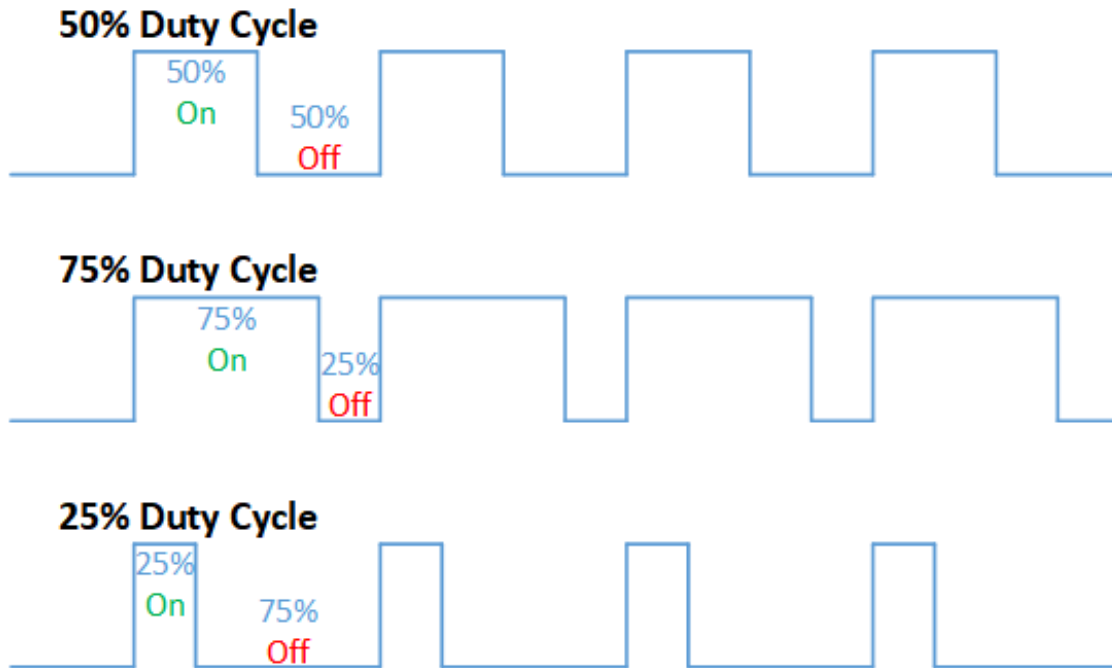 50% Duty Cycle
50%
On
50%
Off
75% Duty Cycle
75%
On
25%
Off
25% Duty Cycle
25%
On
75%
Off